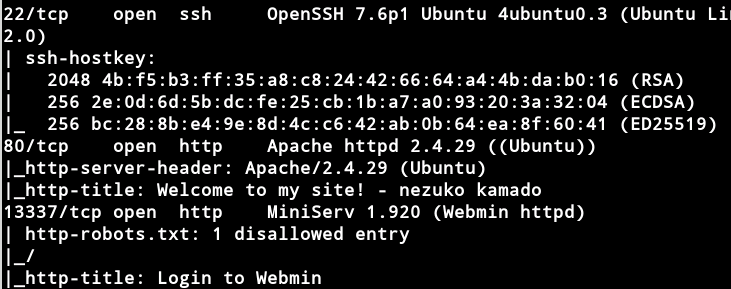 22/tcp    open  ssh     OpenSSH 7.6p1 Ubuntu 4ubuntu0.3 (Ubuntu Li
2.0)
| ssh-hostkey:
|   2048 4b:f5:b3:ff:35:a8:c8:24:42:66:64:a4:4b:da:b0:16 (RSA)
|   256 2e:0d:6d:5b:dc:fe:25:cb:1b:a7:a0:93:20:3a:32:04 (ECDSA)
|_  256 bc:28:8b:e4:9e:8d:4c:c6:42:ab:0b:64:ea:8f:60:41 (ED25519)
80/tcp    open  http    Apache httpd 2.4.29 ((Ubuntu))
|_http-server-header: Apache/2.4.29 (Ubuntu)
|_http-title: Welcome to my site! - nezuko kamado
13337/tcp open  http    MiniServ 1.920 (Webmin httpd)
| http-robots.txt: 1 disallowed entry
|_/
|_http-title: Login to Webmin